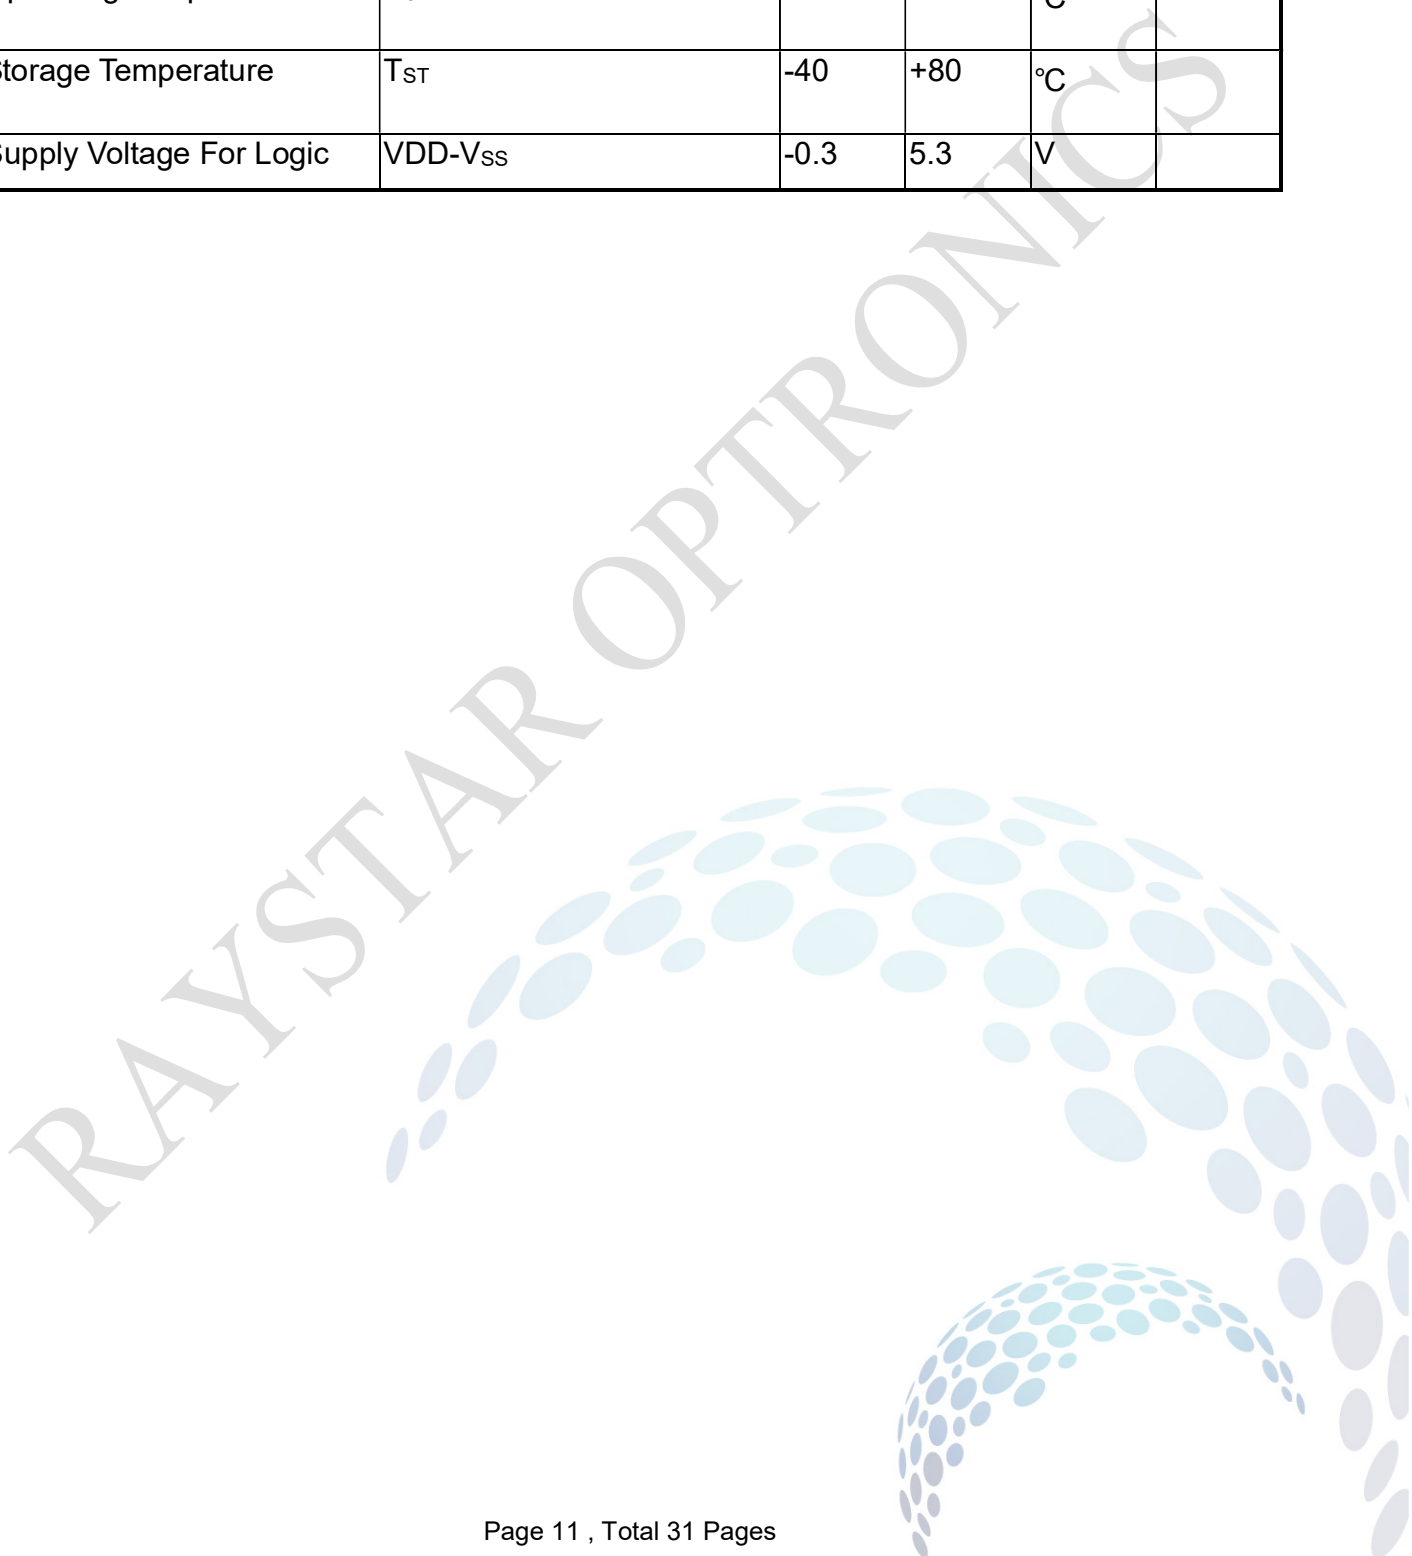 ℃
Storage Temperature TST -40 +80 ℃
Supply Voltage For Logic VDD-VSS -0.3 5.3 V
RAYSTAR OPTRONICS
Page 11 , Total 31 Pages